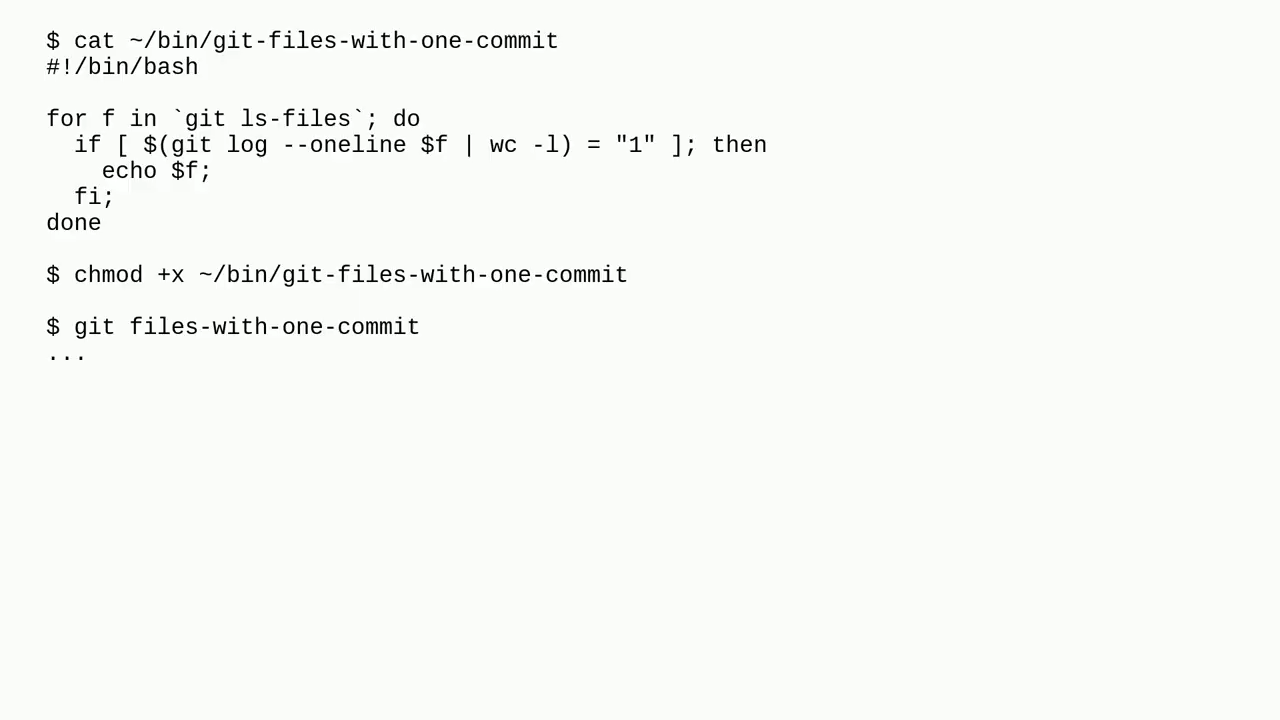 $ cat ~/bin/git-files-with-one-commit
#!/bin/bash
for f in `git ls-files`; do
  if [ $(git log --oneline $f | wc -l) = "1" ]; then
    echo $f;
  fi;
done
$ chmod +x ~/bin/git-files-with-one-commit
$ git files-with-one-commit
...